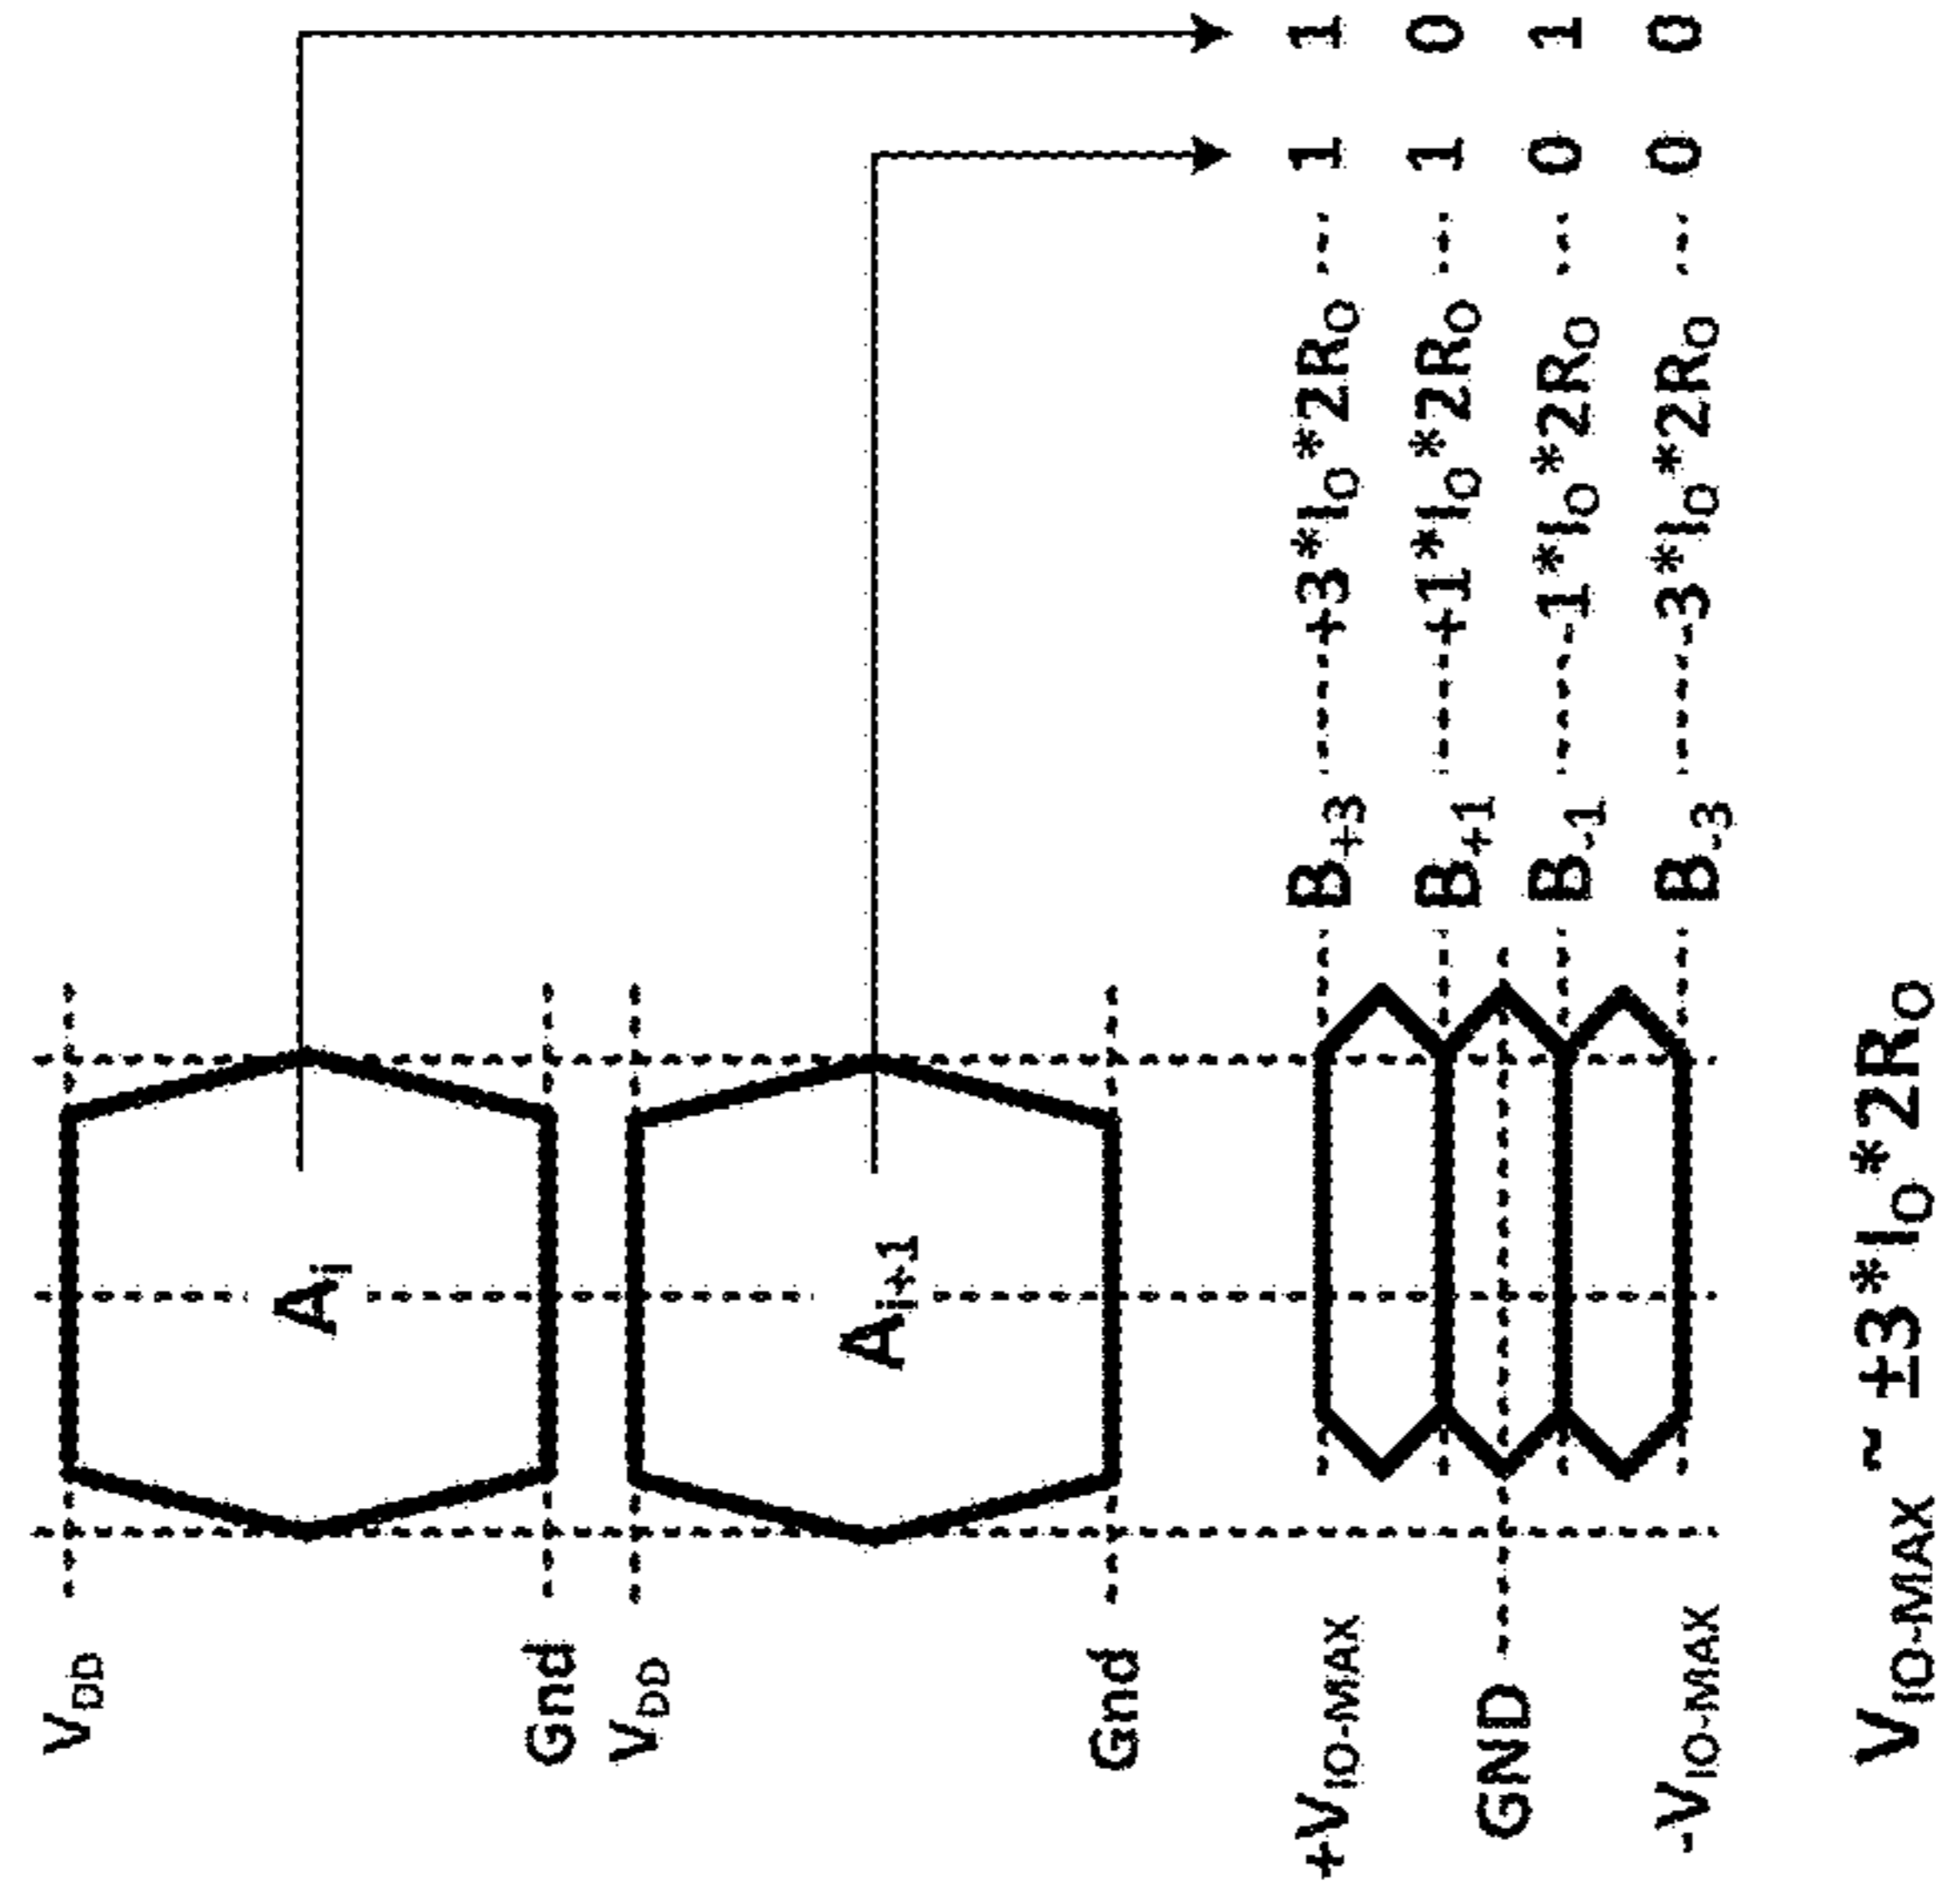 V_DD
A_i
Gnd
V_DD
A_i+1
Gnd
+V_IO-MAX B_+3 +3*I_O*2R_O 1 1
B_+1 +1*I_O*2R_O 1 0
GND
B_-1 -1*I_O*2R_O 0 1
-V_IO-MAX B_-3 -3*I_O*2R_O 0 0
V_IO-MAX ~ ±3*I_O*2R_O